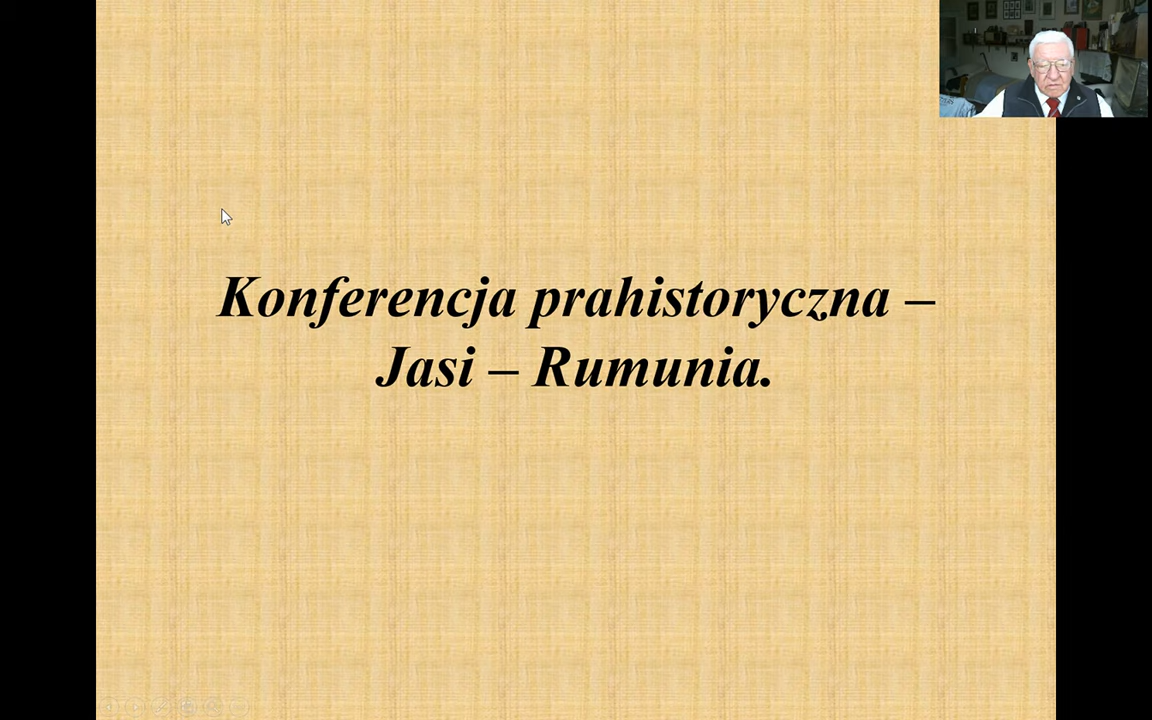 Konferencja prahistoryczna –
Jasi – Rumunia.